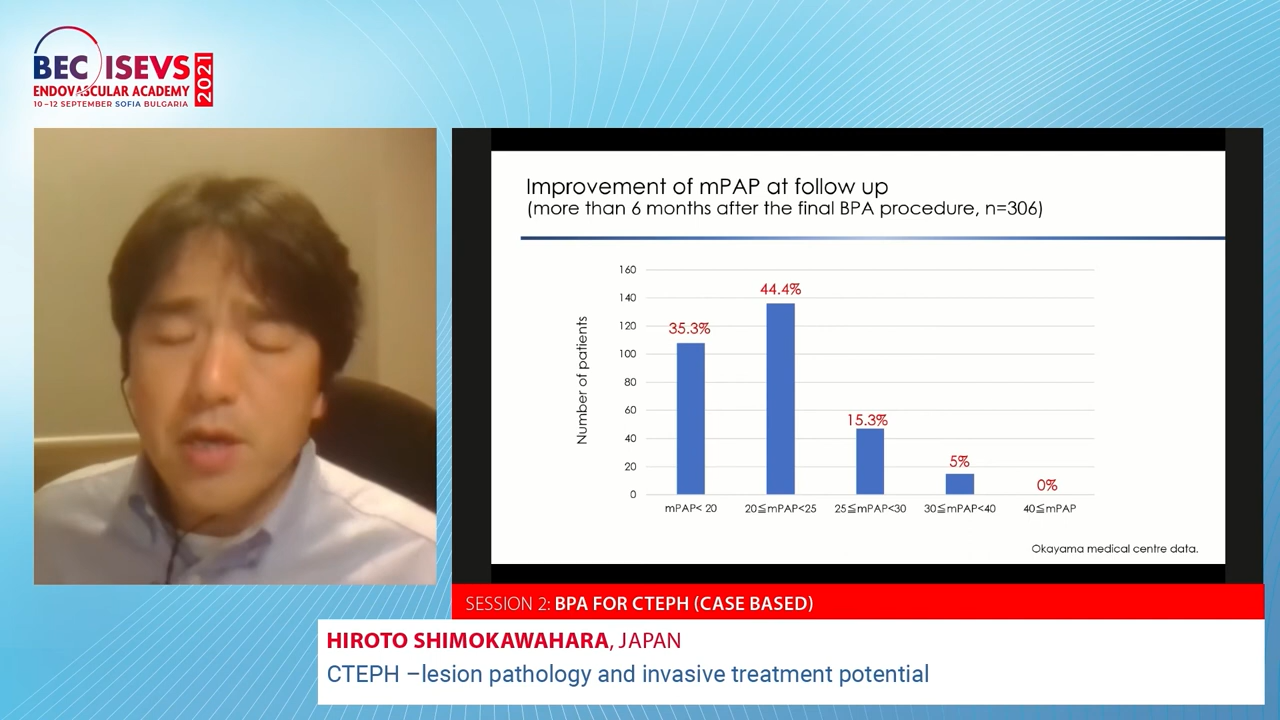 BEC ISEVS
2021
ENDOVASCULAR ACADEMY
10–12 SEPTEMBER SOFIA BULGARIA
Improvement of mPAP at follow up
(more than 6 months after the final BPA procedure, n=306)
Number of patients
160
140
120
100
80
60
40
20
0
35.3%
44.4%
15.3%
5%
0%
mPAP< 20
20≦mPAP<25
25≦mPAP<30
30≦mPAP<40
40≦mPAP
Okayama medical centre data.
SESSION 2: BPA FOR CTEPH (CASE BASED)
HIROTO SHIMOKAWAHARA, JAPAN
CTEPH –lesion pathology and invasive treatment potential